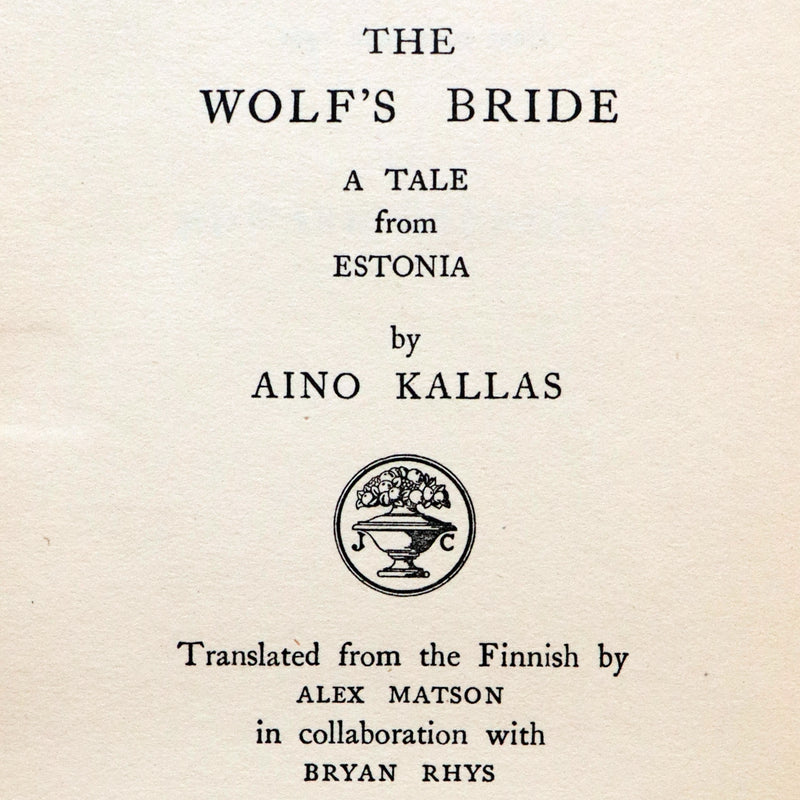 THE
WOLF'S BRIDE
A TALE
from
ESTONIA
by
AINO KALLAS
J C
Translated from the Finnish by
ALEX MATSON
in collaboration with
BRYAN RHYS